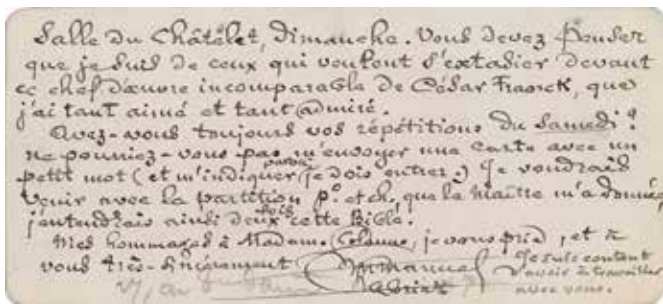 Salle du Châtelet, Dimanche. Vous devez penser
que je suis de ceux qui veulent s'extasier devant
ce chef d'œuvre incomparable de César Franck, que
j'ai tant aimé et tant admiré.
Avez-vous toujours vos répétitions du Samedi?
ne pourriez-vous pas m'envoyer une carte avec un
petit mot (et m'indiquer par où je dois entrer.) Je voudrais
venir avec la partition p° et ch, que le Maître m'a donnée,
j'entendrais ainsi deux fois cette Bible.
Mes hommages à Madame Colonne, je vous prie, et à
vous très-sincèrement Emmanuel
Chabrier
Je suis content
d'avoir à travailler
avec vous.